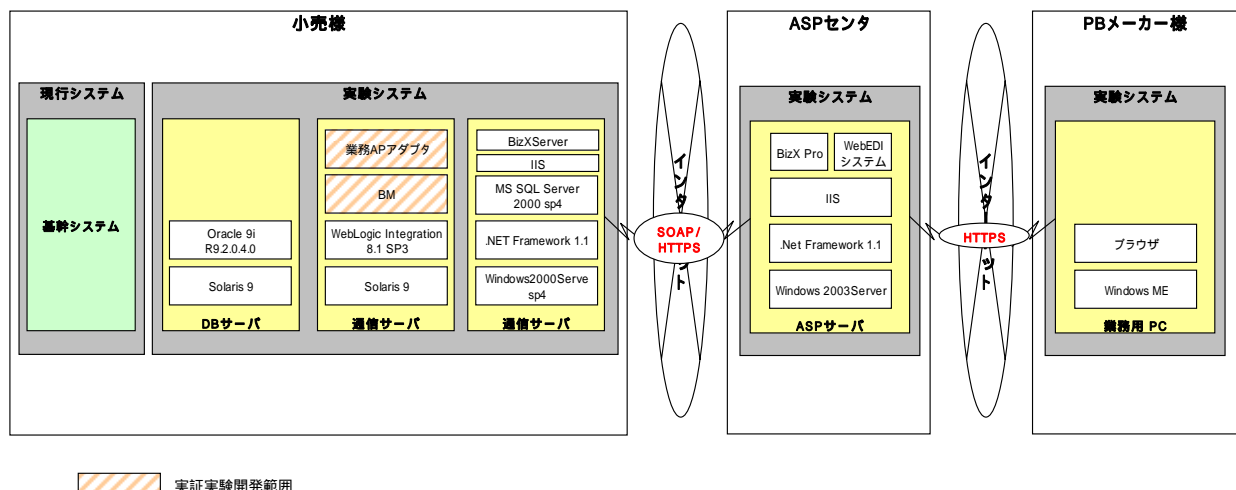 小売様
現行システム
基幹システム
実験システム
Oracle 9i
R9.2.0.4.0
Solaris 9
DBサーバ
業務APアダプタ
BM
WebLogic Integration
8.1 SP3
Solaris 9
通信サーバ
BizXServer
IIS
MS SQL Server
2000 sp4
.NET Framework 1.1
Windows2000Serve
sp4
通信サーバ
インターネット
SOAP/
HTTPS
ASPセンタ
実験システム
BizX Pro
WebEDI
システム
IIS
.Net Framework 1.1
Windows 2003Server
ASPサーバ
インターネット
HTTPS
PBメーカー様
実験システム
ブラウザ
Windows ME
業務用 PC
実証実験開発範囲